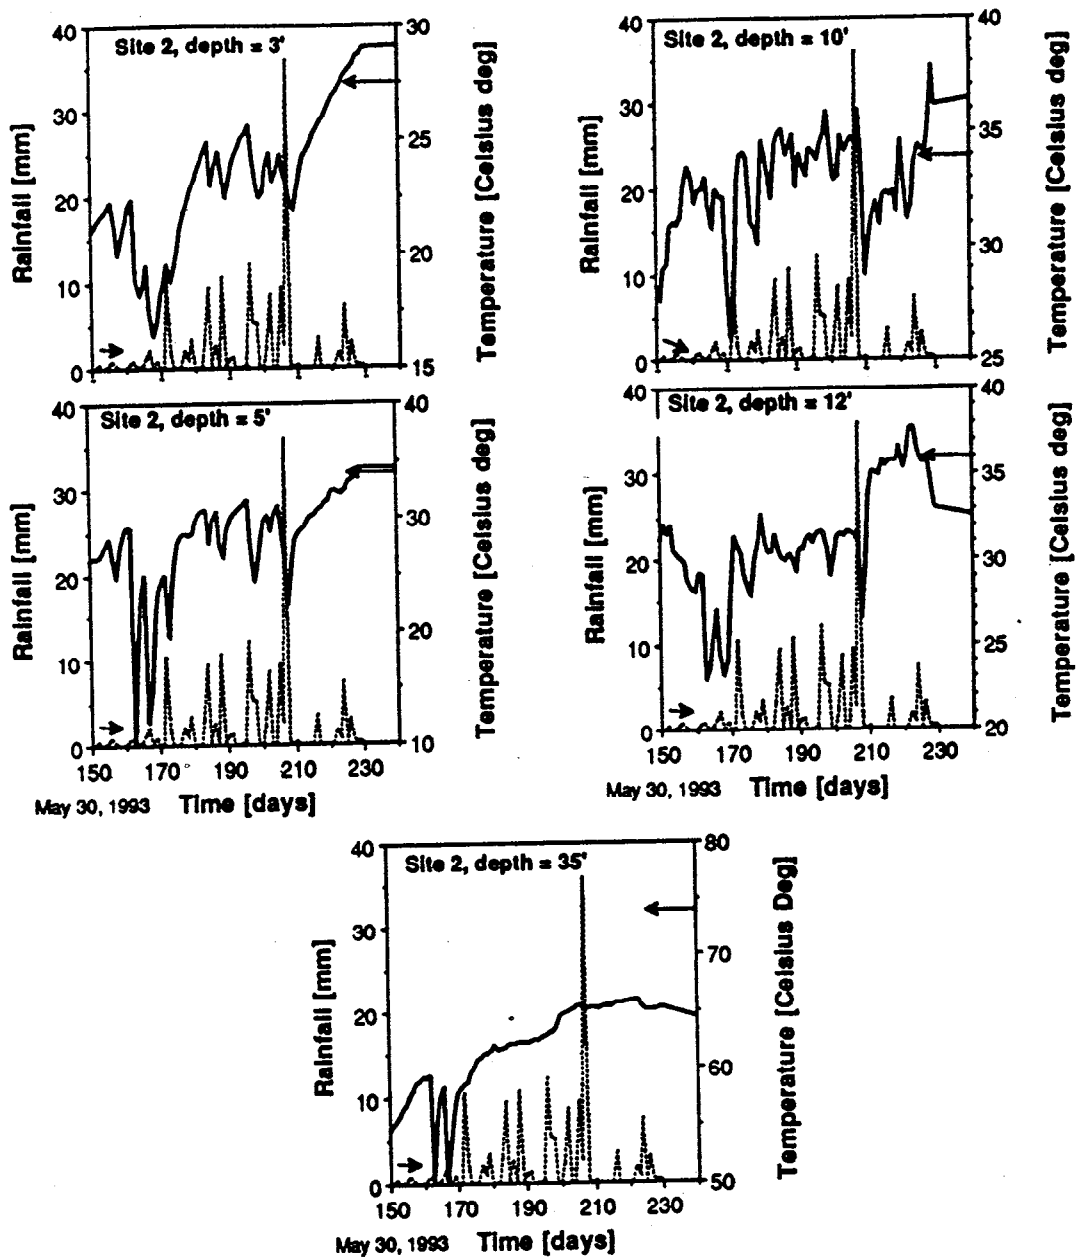 Site 2, depth = 3'
40
30
20
10
0
Rainfall [mm]
30
25
20
15
Temperature [Celsius deg]
Site 2, depth = 10'
40
30
20
10
0
Rainfall [mm]
40
35
30
25
Temperature [Celsius deg]
Site 2, depth = 5'
40
30
20
10
0
Rainfall [mm]
40
30
20
10
Temperature [Celsius deg]
150 170 190 210 230
May 30, 1993 Time [days]
Site 2, depth = 12'
40
30
20
10
0
Rainfall [mm]
40
35
30
25
20
Temperature [Celsius deg]
150 170 190 210 230
May 30, 1993 Time [days]
Site 2, depth = 35'
40
30
20
10
0
Rainfall [mm]
80
70
60
50
Temperature [Celsius Deg]
150 170 190 210 230
May 30, 1993 Time [days]